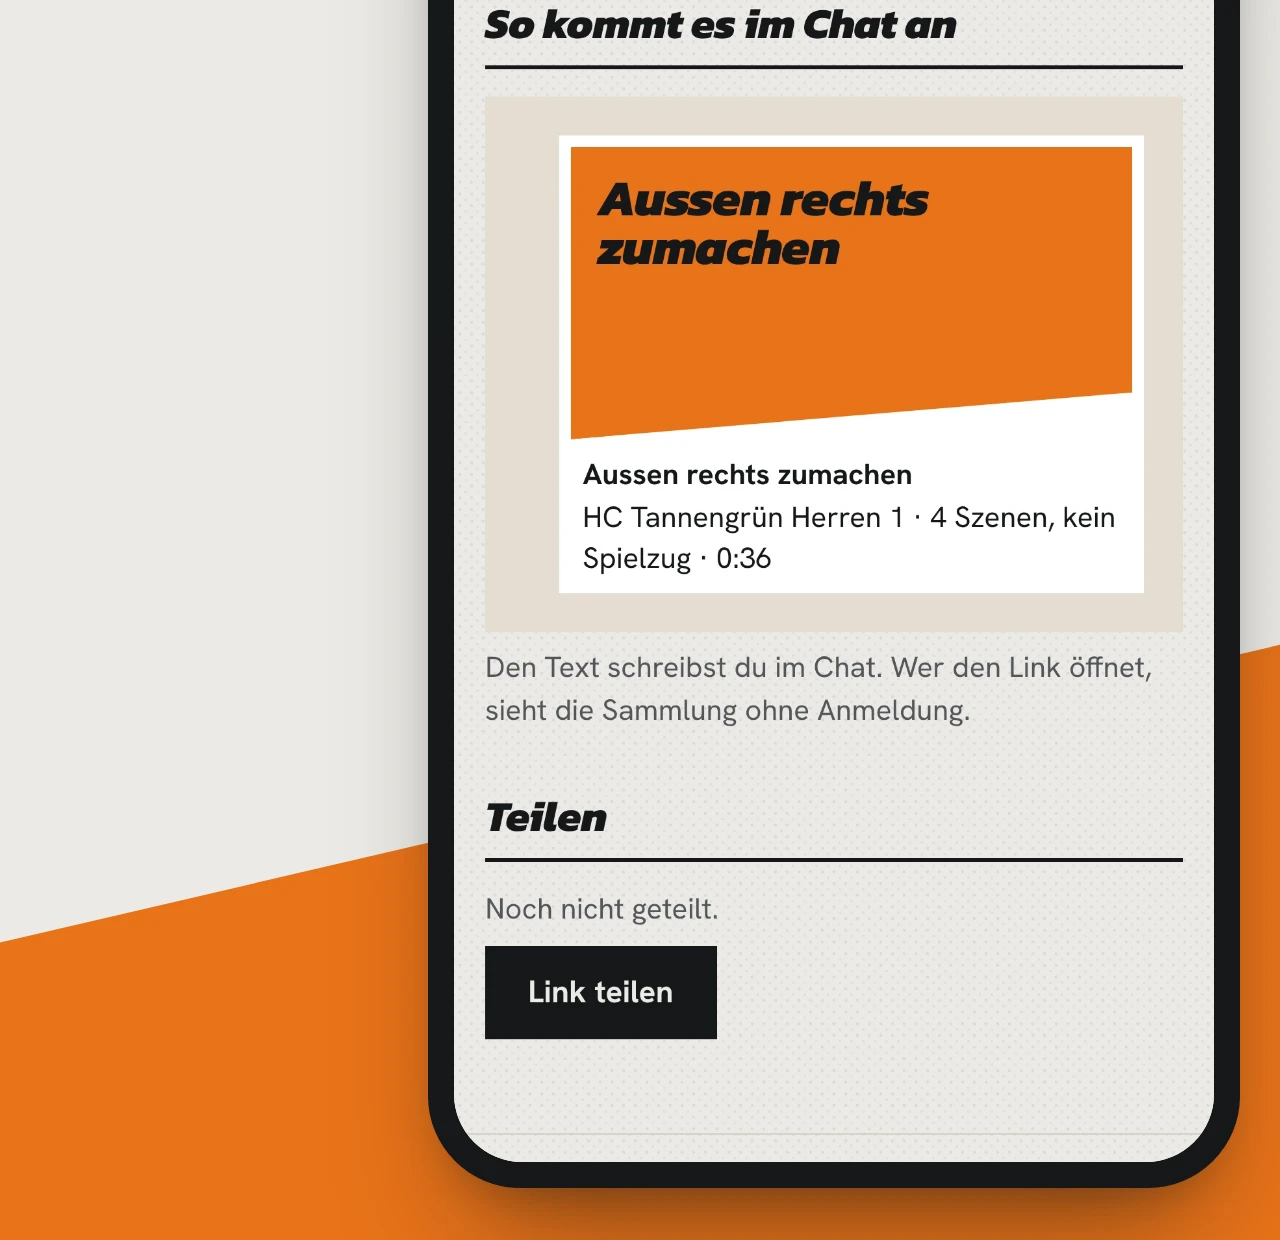 So kommt es im Chat an
Aussen rechts
zumachen
Aussen rechts zumachen
HC Tannengrün Herren 1 · 4 Szenen, kein
Spielzug · 0:36
Den Text schreibst du im Chat. Wer den Link öffnet,
sieht die Sammlung ohne Anmeldung.
Teilen
Noch nicht geteilt.
Link teilen